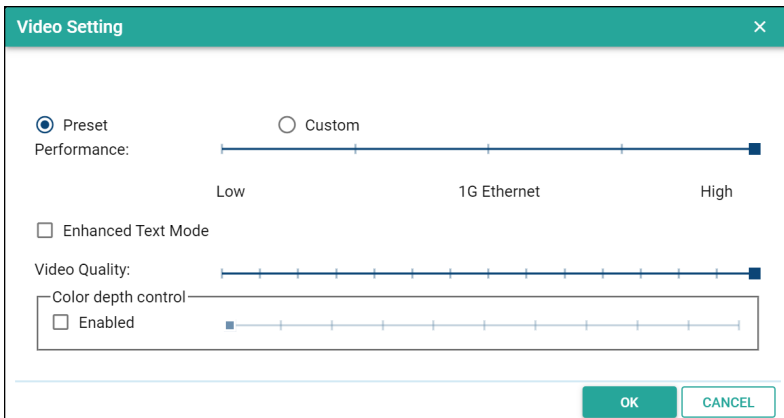 Video Setting
Preset Custom
Performance:
Low 1G Ethernet High
Enhanced Text Mode
Video Quality:
Color depth control
Enabled
OK CANCEL